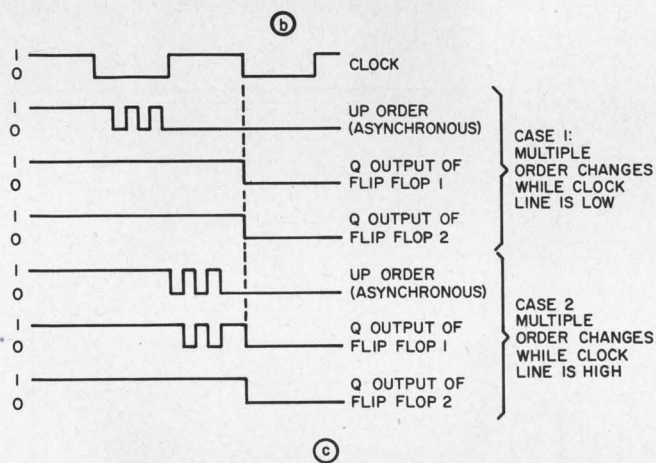 b
1
0
CLOCK
1
0
UP ORDER
(ASYNCHRONOUS)
1
0
Q OUTPUT OF
FLIP FLOP 1
1
0
Q OUTPUT OF
FLIP FLOP 2
CASE 1:
MULTIPLE
ORDER CHANGES
WHILE CLOCK
LINE IS LOW
1
0
UP ORDER
(ASYNCHRONOUS)
1
0
Q OUTPUT OF
FLIP FLOP 1
1
0
Q OUTPUT OF
FLIP FLOP 2
CASE 2
MULTIPLE
ORDER CHANGES
WHILE CLOCK
LINE IS HIGH
c